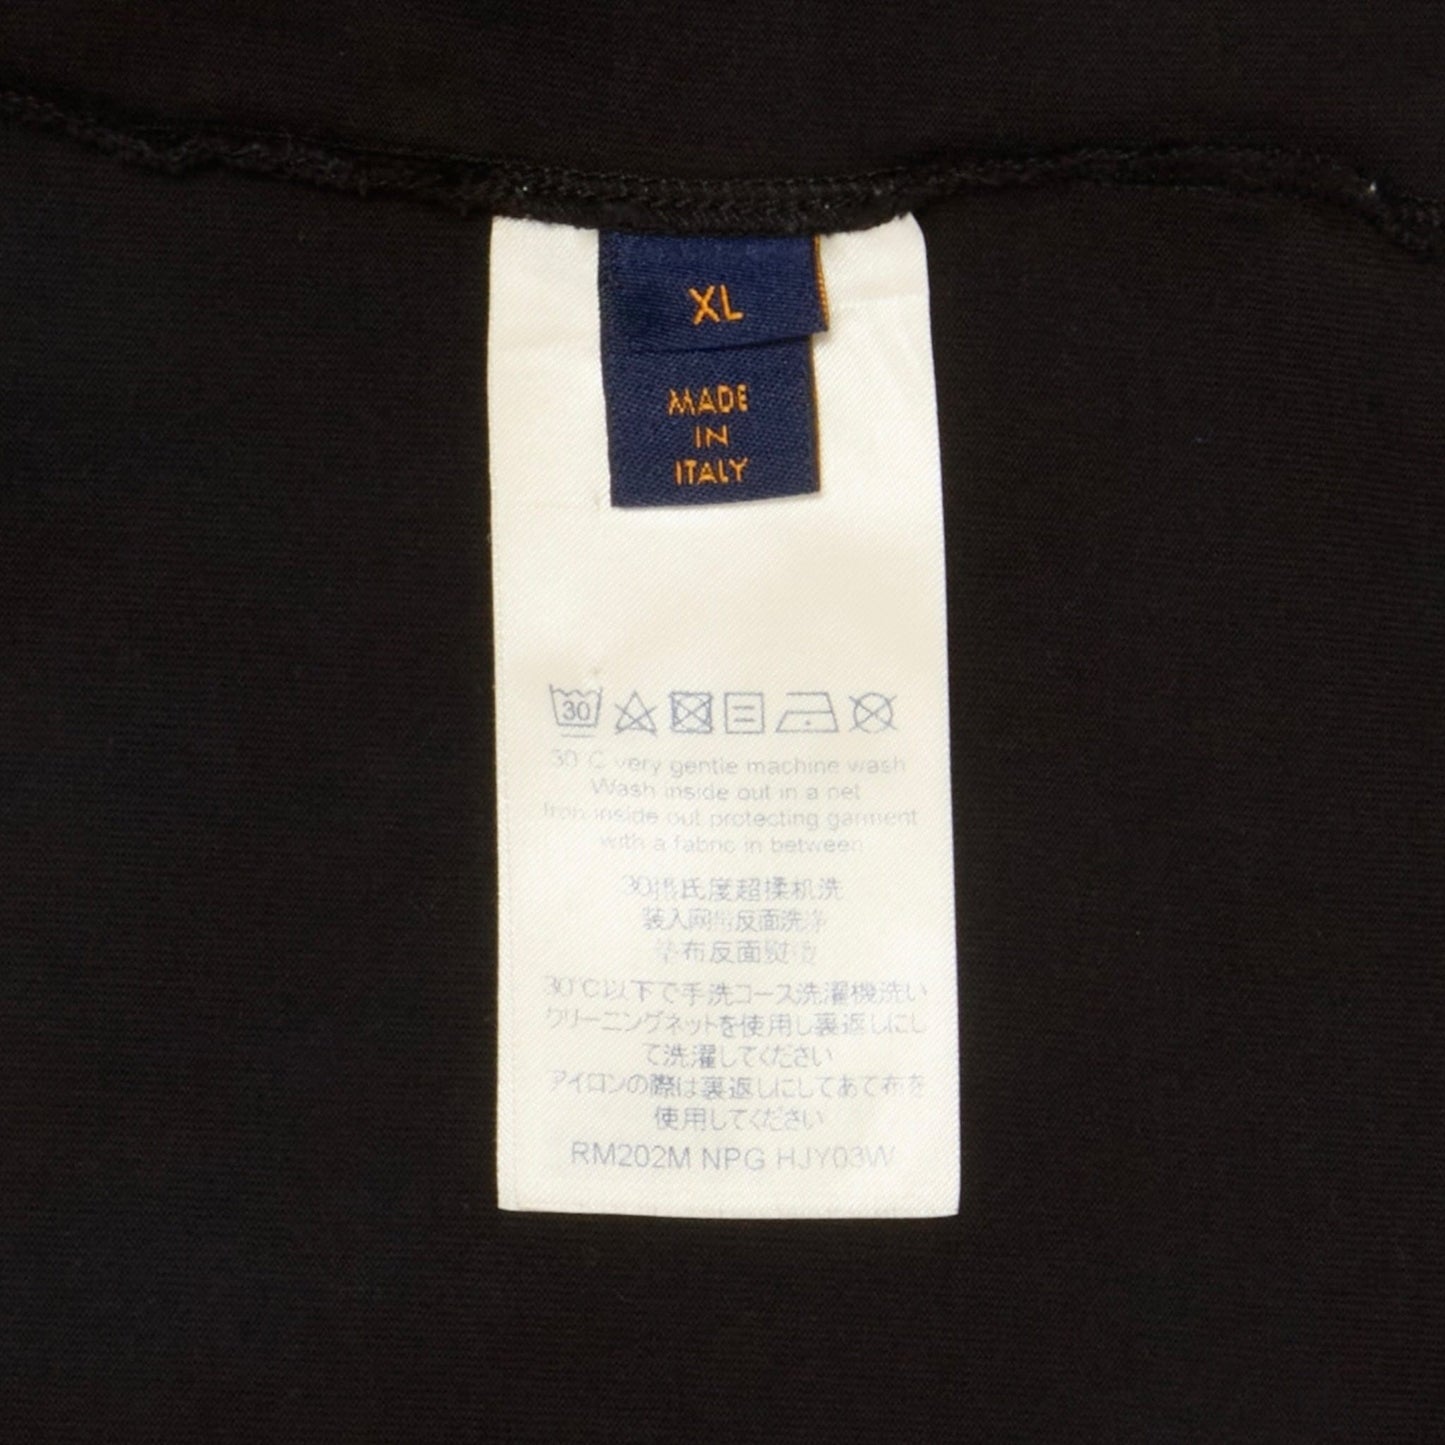 XL
MADE
IN
ITALY
30
30°C very gentle machine wash
Wash inside out in a net
Iron inside out protecting garment
with a fabric in between
30摄氏度超柔机洗
装入网带反面洗涤
垫布反面熨烫
30℃以下で手洗コース洗濯機洗い
クリーニングネットを使用し裏返しにし
て洗濯してください
アイロンの際は裏返しにしてあて布を
使用してください
RM202M NPG HJY03W